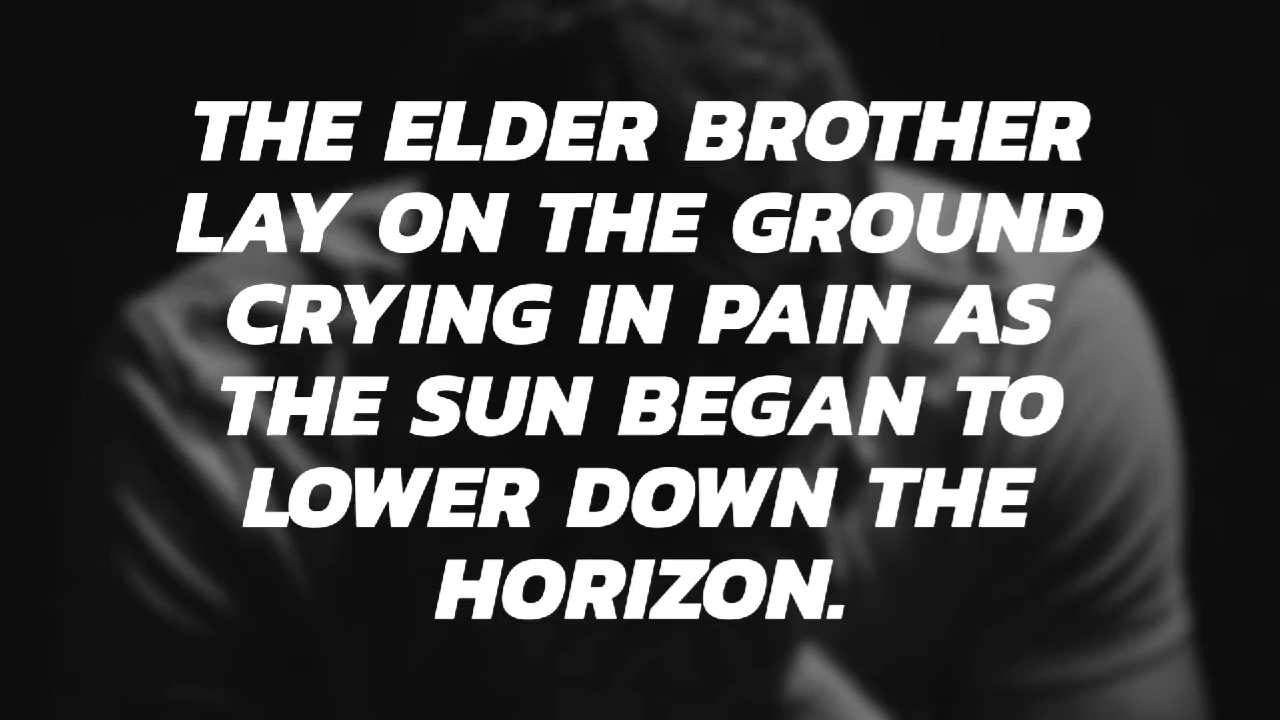 THE ELDER BROTHER
LAY ON THE GROUND
CRYING IN PAIN AS
THE SUN BEGAN TO
LOWER DOWN THE
HORIZON.